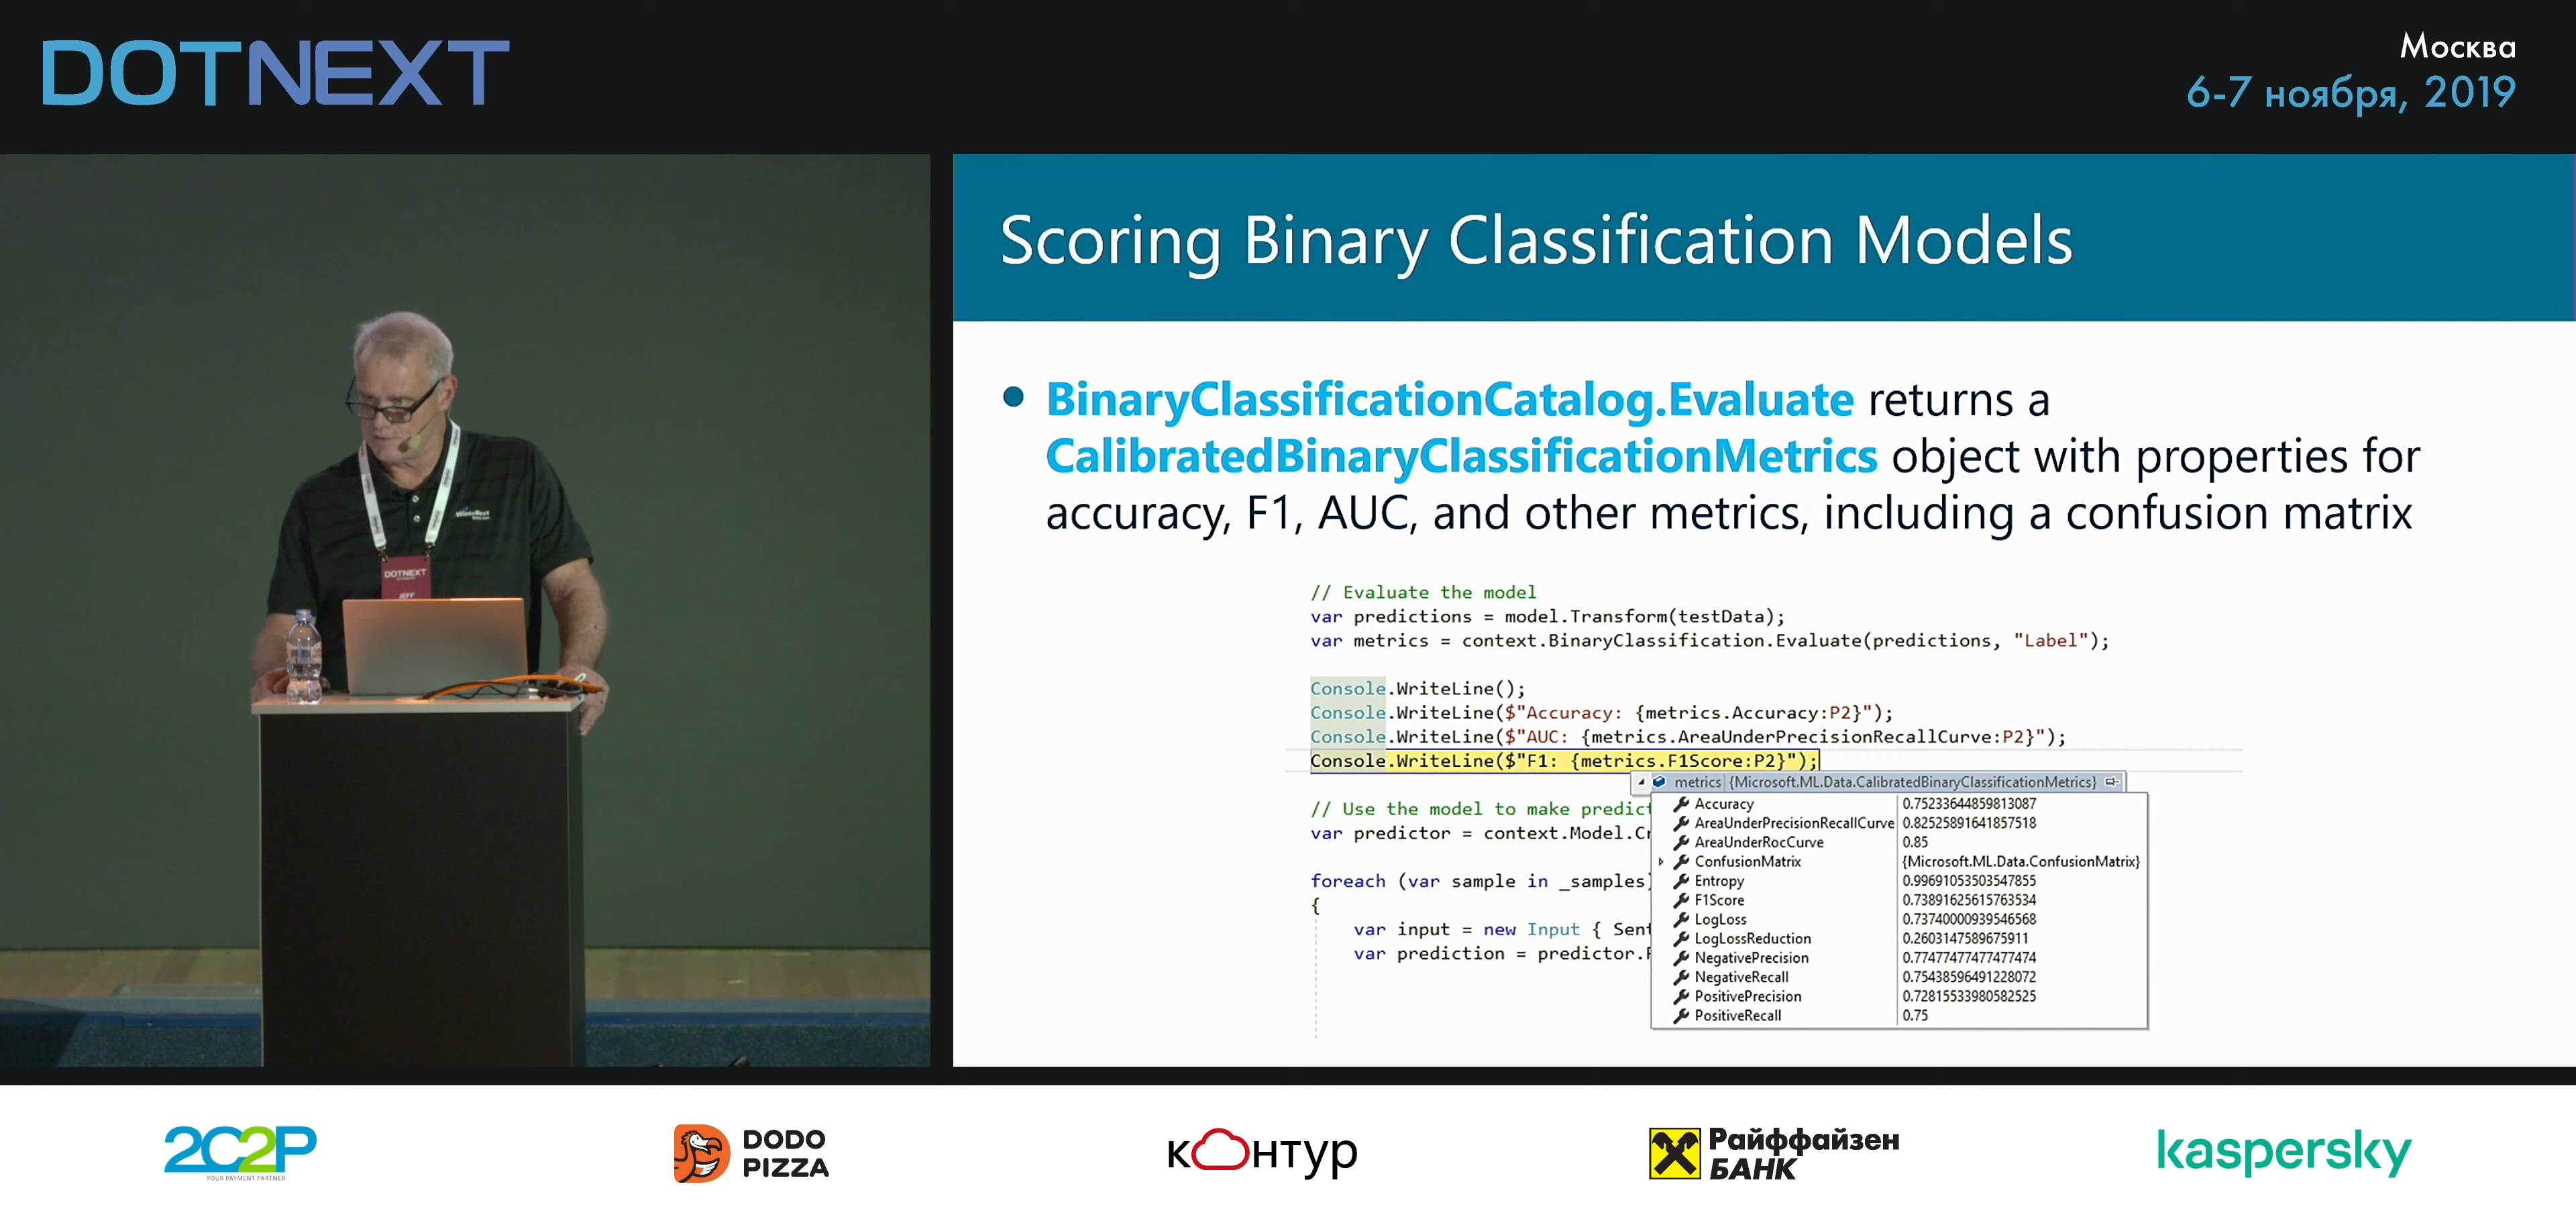 DOTNEXT
Москва
6-7 ноября, 2019
Scoring Binary Classification Models
BinaryClassificationCatalog.Evaluate returns a
CalibratedBinaryClassificationMetrics object with properties for
accuracy, F1, AUC, and other metrics, including a confusion matrix
// Evaluate the model
var predictions = model.Transform(testData);
var metrics = context.BinaryClassification.Evaluate(predictions, "Label");
Console.WriteLine();
Console.WriteLine($"Accuracy: {metrics.Accuracy:P2}");
Console.WriteLine($"AUC: {metrics.AreaUnderPrecisionRecallCurve:P2}");
Console.WriteLine($"F1: {metrics.F1Score:P2}");
metrics {Microsoft.ML.Data.CalibratedBinaryClassificationMetrics}
Accuracy 0.75233644859813087
AreaUnderPrecisionRecallCurve 0.82525891641857518
AreaUnderRocCurve 0.85
ConfusionMatrix {Microsoft.ML.Data.ConfusionMatrix}
Entropy 0.99691053503547855
F1Score 0.73891625615763534
LogLoss 0.73740000939546568
LogLossReduction 0.2603147589675911
NegativePrecision 0.77477477477477474
NegativeRecall 0.75438596491228072
PositivePrecision 0.72815533980582525
PositiveRecall 0.75
// Use the model to make predict
var predictor = context.Model.Cr
foreach (var sample in _samples)
{
var input = new Input { Sent
var prediction = predictor.P
DOTNEXT
JEFF
2C2P
YOUR PAYMENT PARTNER
DODO
PIZZA
контур
Райффайзен
БАНК
kaspersky